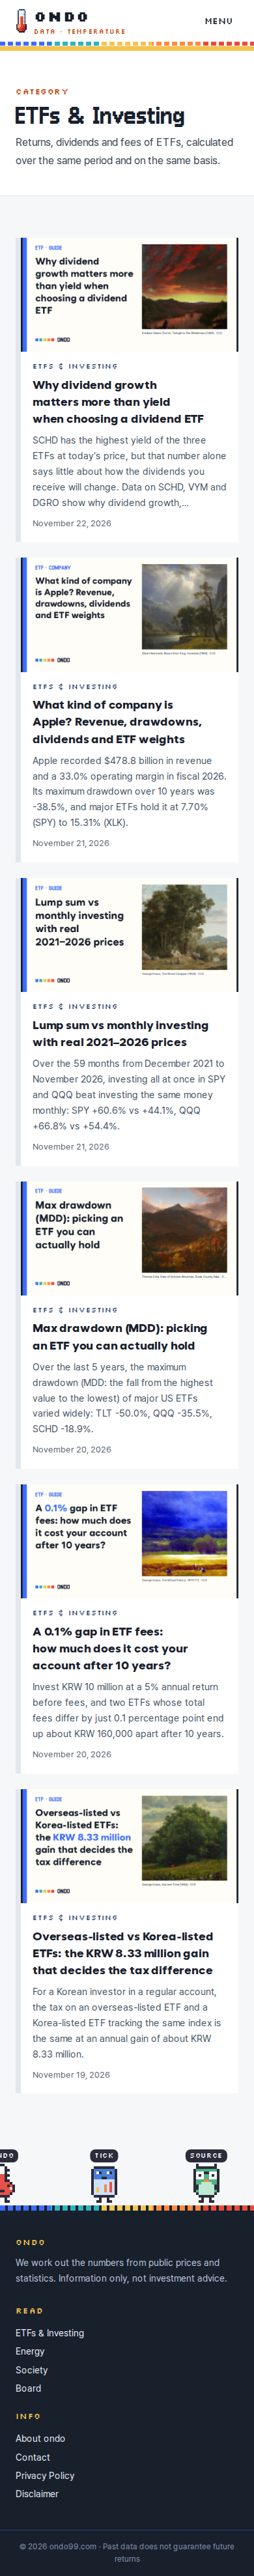 ONDO
DATA · TEMPERATURE
MENU
CATEGORY
ETFs & Investing
Returns, dividends and fees of ETFs, calculated
over the same period and on the same basis.
ETF · GUIDE
Why dividend
growth matters more
than yield when
choosing a dividend
ETF
ONDO
ETFS & INVESTING
Why dividend growth
matters more than yield
when choosing a dividend ETF
SCHD has the highest yield of the three
ETFs at today's price, but that number alone
says little about how the dividends you
receive will change. Data on SCHD, VYM and
DGRO show why dividend growth,...
November 22, 2026
ETF · COMPANY
What kind of company
is Apple? Revenue,
drawdowns, dividends
and ETF weights
ONDO
ETFS & INVESTING
What kind of company is
Apple? Revenue, drawdowns,
dividends and ETF weights
Apple recorded $478.8 billion in revenue
and a 33.0% operating margin in fiscal 2026.
Its maximum drawdown over 10 years was
-38.5%, and major ETFs hold it at 7.70%
(SPY) to 15.31% (XLK).
November 21, 2026
ETF · GUIDE
Lump sum vs
monthly investing
with real
2021–2026 prices
ONDO
ETFS & INVESTING
Lump sum vs monthly investing
with real 2021–2026 prices
Over the 59 months from December 2021 to
November 2026, investing all at once in SPY
and QQQ beat investing the same money
monthly: SPY +60.6% vs +44.1%, QQQ
+66.8% vs +54.4%.
November 21, 2026
ETF · GUIDE
Max drawdown
(MDD): picking an
ETF you can
actually hold
ONDO
ETFS & INVESTING
Max drawdown (MDD): picking
an ETF you can actually hold
Over the last 5 years, the maximum
drawdown (MDD: the fall from the highest
value to the lowest) of major US ETFs
varied widely: TLT -50.0%, QQQ -35.5%,
SCHD -18.9%.
November 20, 2026
ETF · GUIDE
A 0.1% gap in ETF
fees: how much does
it cost your account
after 10 years?
ONDO
ETFS & INVESTING
A 0.1% gap in ETF fees:
how much does it cost your
account after 10 years?
Invest KRW 10 million at a 5% annual return
before fees, and two ETFs whose total
fees differ by just 0.1 percentage point end
up about KRW 160,000 apart after 10 years.
November 20, 2026
ETF · GUIDE
Overseas-listed vs
Korea-listed ETFs:
the KRW 8.33 million
gain that decides the
tax difference
ONDO
ETFS & INVESTING
Overseas-listed vs Korea-listed
ETFs: the KRW 8.33 million gain
that decides the tax difference
For a Korean investor in a regular account,
the tax on an overseas-listed ETF and a
Korea-listed ETF tracking the same index is
the same at an annual gain of about KRW
8.33 million.
November 19, 2026
TICK
SOURCE
ONDO
We work out the numbers from public prices and
statistics. Information only, not investment advice.
READ
ETFs & Investing
Energy
Society
Board
INFO
About ondo
Contact
Privacy Policy
Disclaimer
© 2026 ondo99.com · Past data does not guarantee future
returns